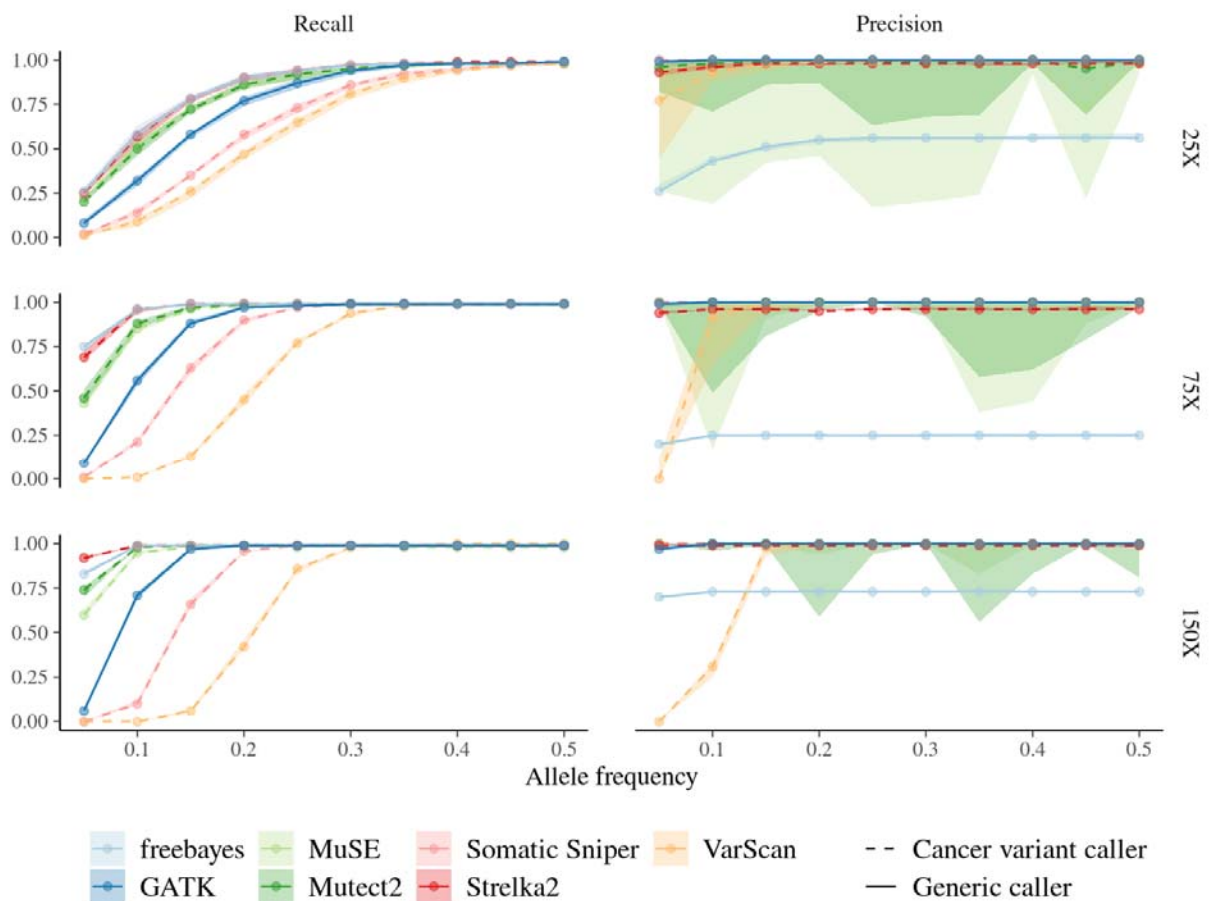 Recall
Precision
1.00
0.75
0.50
0.25
0.00
25X
1.00
0.75
0.50
0.25
0.00
75X
1.00
0.75
0.50
0.25
0.00
150X
0.1 0.2 0.3 0.4 0.5
0.1 0.2 0.3 0.4 0.5
Allele frequency
freebayes MuSE Somatic Sniper VarScan Cancer variant caller
GATK Mutect2 Strelka2 Generic caller